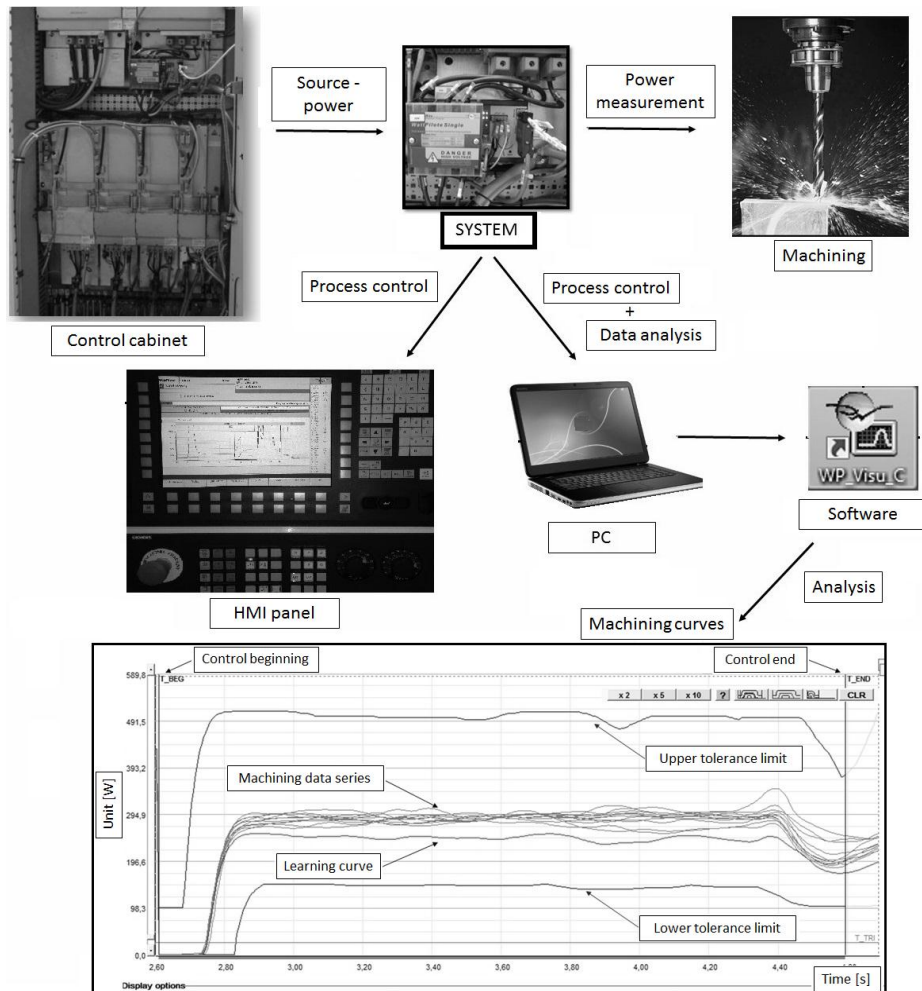 Source -
power
Power
measurement
WattPilote Single
DANGER
SYSTEM
Machining
Process control
Process control
+
Data analysis
Control cabinet
WP_Visu_C
SIEMENS
PC
Software
HMI panel
Analysis
Machining curves
Control beginning
Control end
589,8
T_BEG
T_END
x 2
x 5
x 10
?
CLR
491,5
Upper tolerance limit
393,2
Machining data series
Unit [W]
294,9
Learning curve
196,6
98,3
Lower tolerance limit
T_TRI
0,0
2,60
2,80
3,00
3,20
3,40
3,60
3,80
4,00
4,20
4,40
Time [s]
Display options